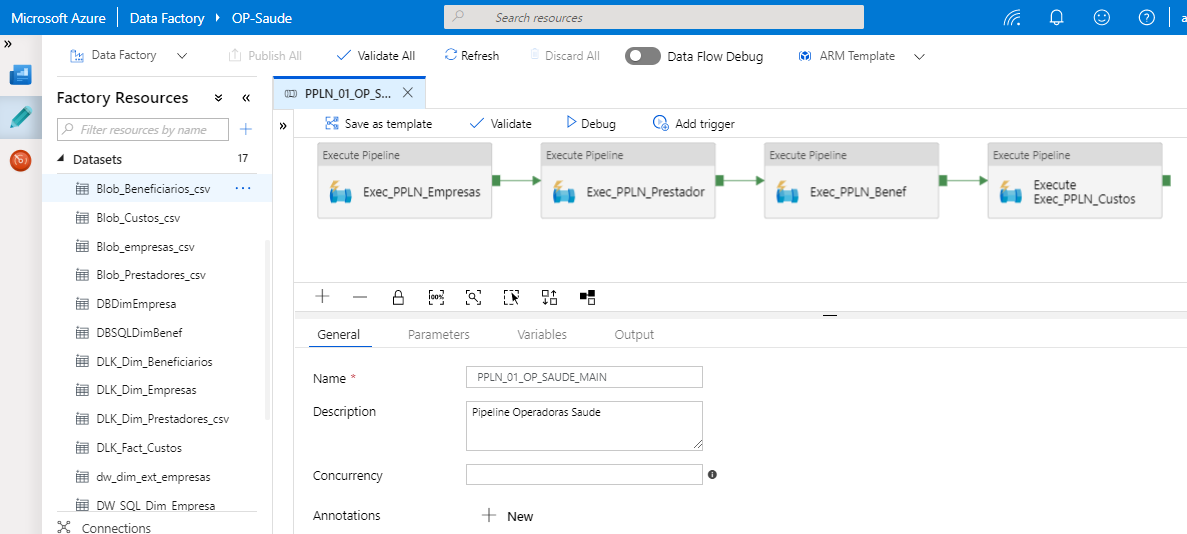 Microsoft Azure Data Factory OP-Saude Search resources a
Data Factory Publish All Validate All Refresh Discard All Data Flow Debug ARM Template
Factory Resources
Filter resources by name
Datasets 17
Blob_Beneficiarios_csv
Blob_Custos_csv
Blob_empresas_csv
Blob_Prestadores_csv
DBDimEmpresa
DBSQLDimBenef
DLK_Dim_Beneficiarios
DLK_Dim_Empresas
DLK_Dim_Prestadores_csv
DLK_Fact_Custos
dw_dim_ext_empresas
DW_SQL_Dim_Empresa
Connections
PPLN_01_OP_S...
Save as template Validate Debug Add trigger
Execute Pipeline
Exec_PPLN_Empresas
Execute Pipeline
Exec_PPLN_Prestador
Execute Pipeline
Exec_PPLN_Benef
Execute Pipeline
Execute
Exec_PPLN_Custos
100%
General Parameters Variables Output
Name * PPLN_01_OP_SAUDE_MAIN
Description Pipeline Operadoras Saude
Concurrency
Annotations New